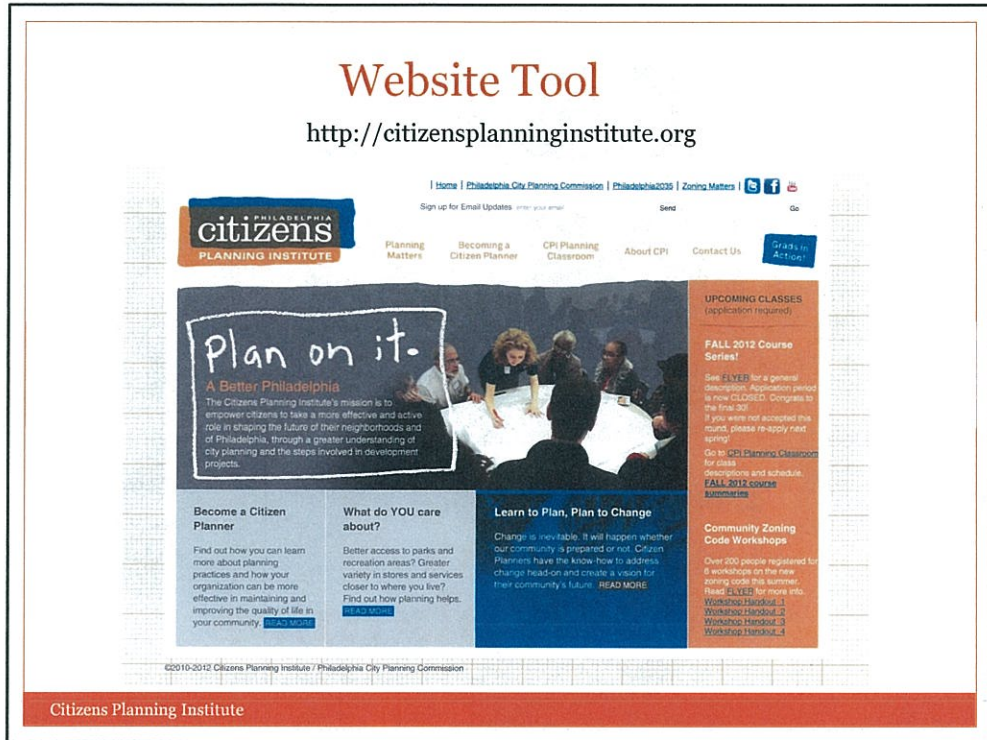 Website Tool
http://citizensplanninginstitute.org
| Home | Philadelphia City Planning Commission | Philadelphia2035 | Zoning Matters |
Sign up for Email Updates enter your email Send Go
PHILADELPHIA
citizens
PLANNING INSTITUTE
Planning
Matters
Becoming a
Citizen Planner
CPI Planning
Classroom
About CPI
Contact Us
Grads in
Action!
Plan on it.
A Better Philadelphia
The Citizens Planning Institute's mission is to
empower citizens to take a more effective and active
role in shaping the future of their neighborhoods and
of Philadelphia, through a greater understanding of
city planning and the steps involved in development
projects.
UPCOMING CLASSES
(application required)
FALL 2012 Course
Series!
See FLYER for a general
description. Application period
is now CLOSED. Congrats to
the final 30!
If you were not accepted this
round, please re-apply next
spring!
Go to CPI Planning Classroom
for class
descriptions and schedule.
FALL 2012 course
summaries
Community Zoning
Code Workshops
Over 200 people registered for
6 workshops on the new
zoning code this summer.
Read FLYER for more info.
Workshop Handout 1
Workshop Handout 2
Workshop Handout 3
Workshop Handout 4
Become a Citizen
Planner
Find out how you can learn
more about planning
practices and how your
organization can be more
effective in maintaining and
improving the quality of life in
your community. READ MORE
What do YOU care
about?
Better access to parks and
recreation areas? Greater
variety in stores and services
closer to where you live?
Find out how planning helps.
READ MORE
Learn to Plan, Plan to Change
Change is inevitable. It will happen whether
our community is prepared or not. Citizen
Planners have the know-how to address
change head-on and create a vision for
their community's future. READ MORE
©2010-2012 Citizens Planning Institute / Philadelphia City Planning Commission
Citizens Planning Institute